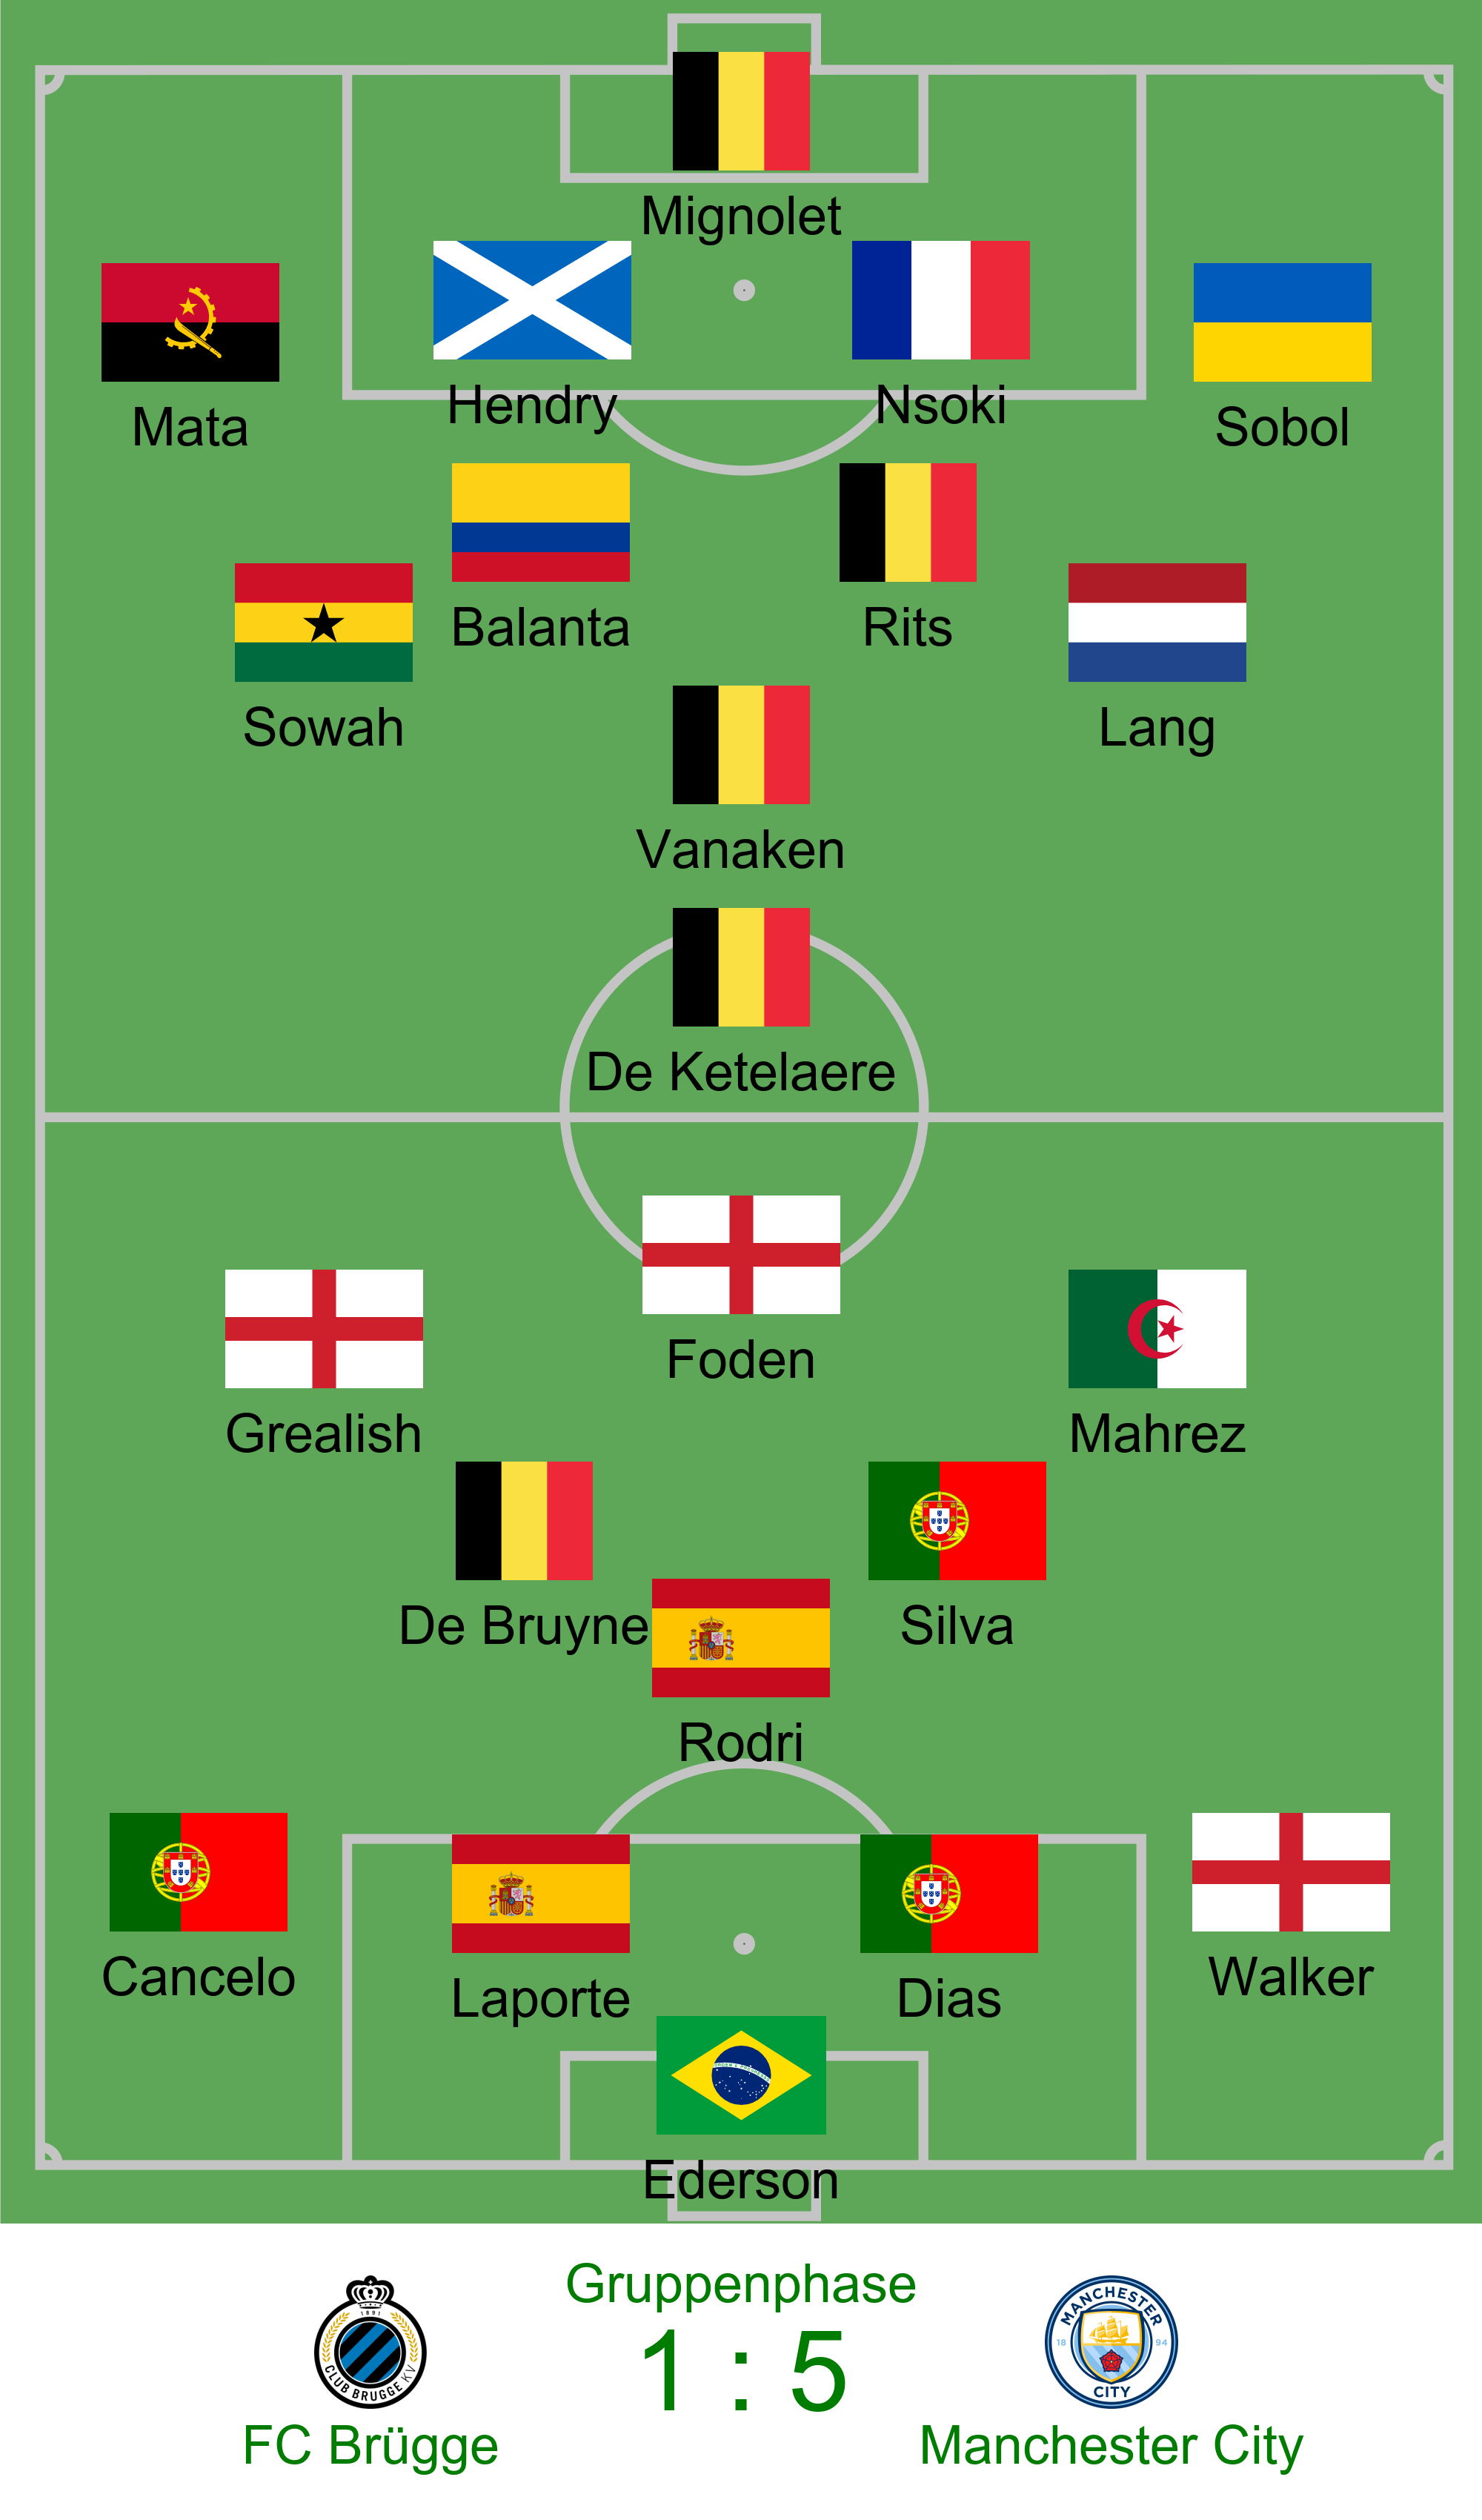 Mignolet
Mata
Hendry
Nsoki
Sobol
Balanta
Rits
Sowah
Lang
Vanaken
De Ketelaere
Foden
Grealish
Mahrez
De Bruyne
Silva
Rodri
Cancelo
Laporte
Dias
Walker
Ederson
Gruppenphase
1 : 5
1891
CLUB BRUGGE KV
MANCHESTER
18 94
CITY
FC Brügge
Manchester City